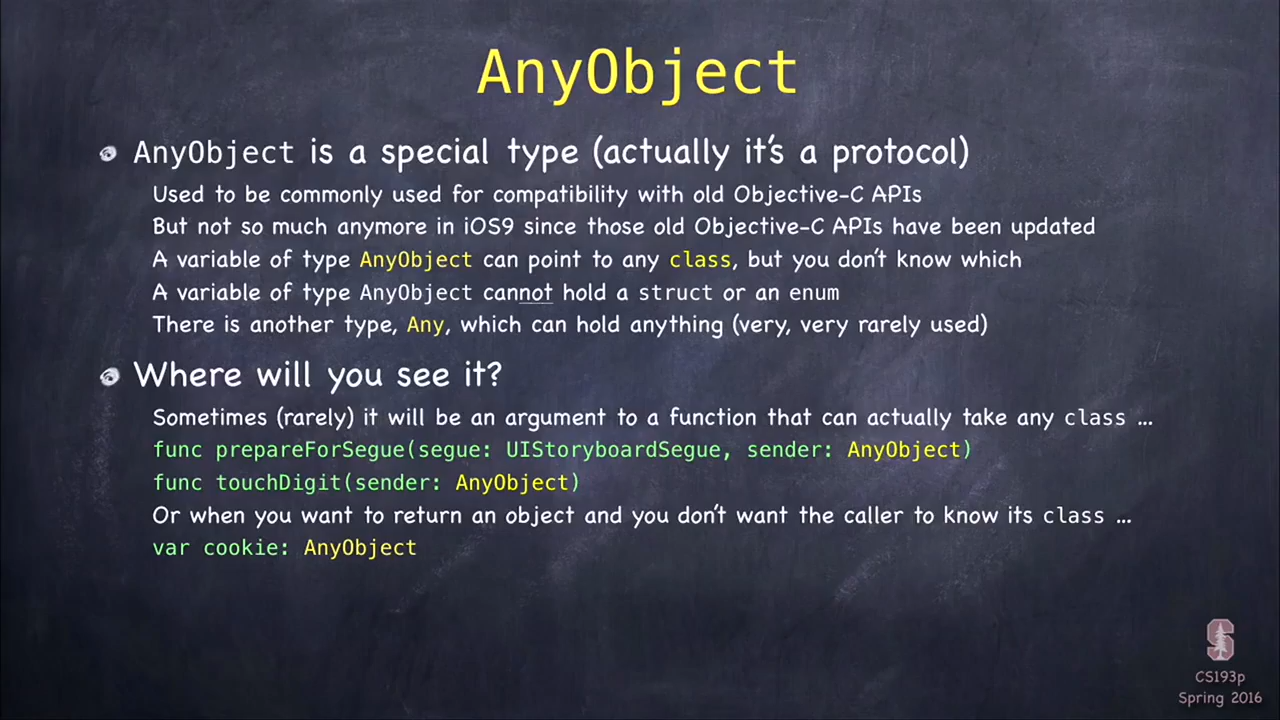 AnyObject
AnyObject is a special type (actually it's a protocol)
Used to be commonly used for compatibility with old Objective-C APIs
But not so much anymore in iOS9 since those old Objective-C APIs have been updated
A variable of type AnyObject can point to any class, but you don't know which
A variable of type AnyObject cannot hold a struct or an enum
There is another type, Any, which can hold anything (very, very rarely used)
Where will you see it?
Sometimes (rarely) it will be an argument to a function that can actually take any class ...
func prepareForSegue(segue: UIStoryboardSegue, sender: AnyObject)
func touchDigit(sender: AnyObject)
Or when you want to return an object and you don't want the caller to know its class ...
var cookie: AnyObject
S
CS193p
Spring 2016